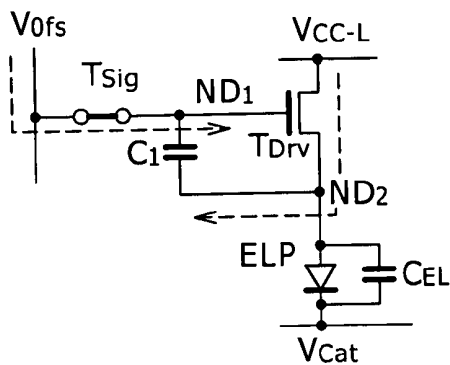 V0fs
VCC-L
TSig
ND1
C1
TDrv
ND2
ELP
CEL
VCat